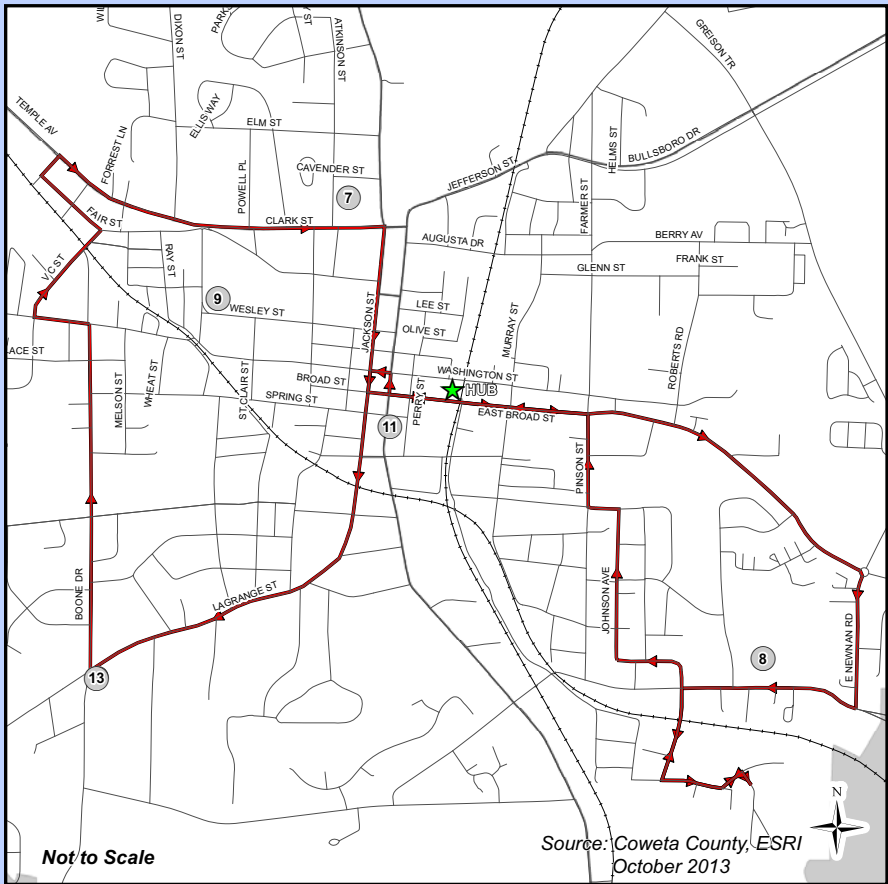 DIXON ST
ATKINSON ST
GREISON TR
TEMPLE AV
FORREST LN
ELLIS WAY
ELM ST
HELMS ST
BULLSBORO DR
POWELL PL
CAVENDER ST
JEFFERSON ST
7
FARMER ST
FAIR ST
CLARK ST
AUGUSTA DR
BERRY AV
V C ST
RAY ST
GLENN ST
FRANK ST
9
WESLEY ST
JACKSON ST
LEE ST
OLIVE ST
MURRAY ST
ROBERTS RD
LACE ST
MELSON ST
WHEAT ST
ST. CLAIR ST
BROAD ST
SPRING ST
PERRY ST
WASHINGTON ST
HUB
EAST BROAD ST
11
PINSON ST
BOONE DR
LAGRANGE ST
JOHNSON AVE
E NEWNAN RD
8
13
N
Not to Scale
Source: Coweta County, ESRI
October 2013